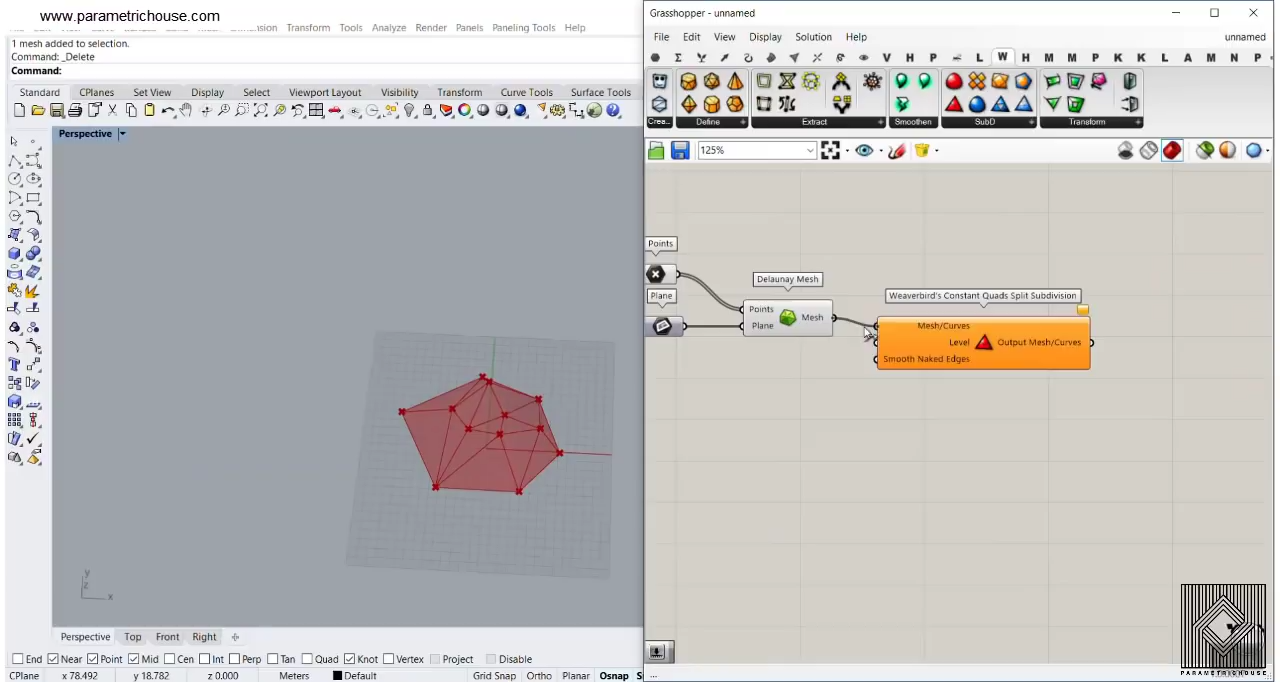 www.parametrichouse.com
Transform Tools Analyze Render Panels Paneling Tools Help
1 mesh added to selection.
Command: _Delete
Command:
Standard CPlanes Set View Display Select Viewport Layout Visibility Transform Curve Tools Surface Tools
Perspective
y
z
x
Perspective Top Front Right
End Near Point Mid Cen Int Perp Tan Quad Knot Vertex Project Disable
CPlane x 78.492 y 18.782 z 0.000 Meters Default Grid Snap Ortho Planar Osnap S
Grasshopper - unnamed
File Edit View Display Solution Help unnamed
V H P L W H M M P K K L A M N P
Crea... Define Extract Smoothen SubD Transform
125%
Points
Plane
Delaunay Mesh
Points
Plane
Mesh
Weaverbird's Constant Quads Split Subdivision
Mesh/Curves
Level
Smooth Naked Edges
Output Mesh/Curves
...
PARAMETRICHOUSE